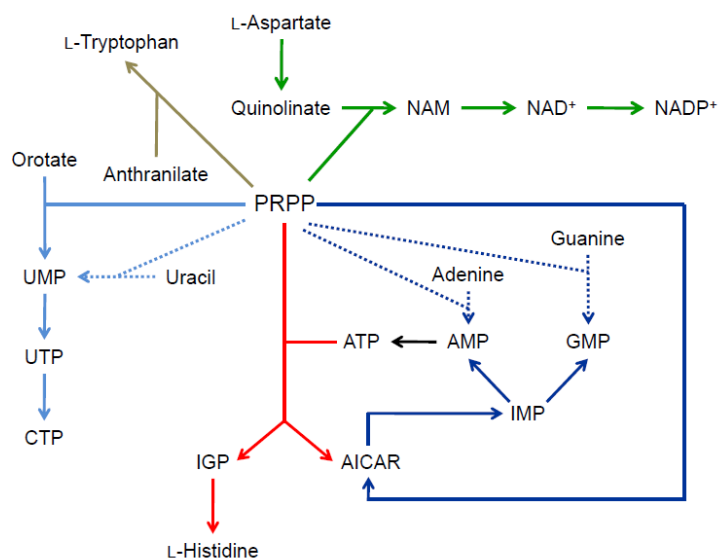 L-Aspartate
L-Tryptophan
Quinolinate
NAM
NAD+
NADP+
Orotate
Anthranilate
PRPP
Guanine
UMP
Uracil
Adenine
UTP
ATP
AMP
GMP
IMP
CTP
IGP
AICAR
L-Histidine